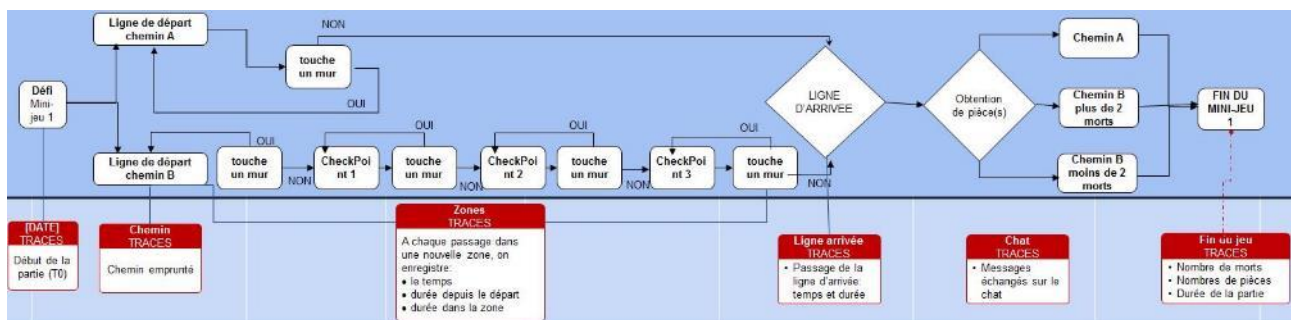 Ligne de départ
chemin A
NON
touche
un mur
OUI
Défi
Mini-
jeu 1
Ligne de départ
chemin B
touche
un mur
OUI
NON
CheckPoi
nt 1
touche
un mur
OUI
NON
CheckPoi
nt 2
touche
un mur
OUI
NON
CheckPoi
nt 3
touche
un mur
NON
LIGNE
D'ARRIVEE
Obtention
de pièce(s)
Chemin A
Chemin B
plus de 2
morts
Chemin B
moins de 2
morts
FIN DU
MINI-JEU
1
[DATE]
TRACES
Début de la
partie (T0)
Chemin
TRACES
Chemin emprunté
Zones
TRACES
A chaque passage dans
une nouvelle zone, on
enregistre:
• le temps
• durée depuis le départ
• durée dans la zone
Ligne arrivée
TRACES
• Passage de la
ligne d'arrivée:
temps et durée
Chat
TRACES
• Messages
échangés sur le
chat
Fin du jeu
TRACES
• Nombre de morts
• Nombres de pièces
• Durée de la partie